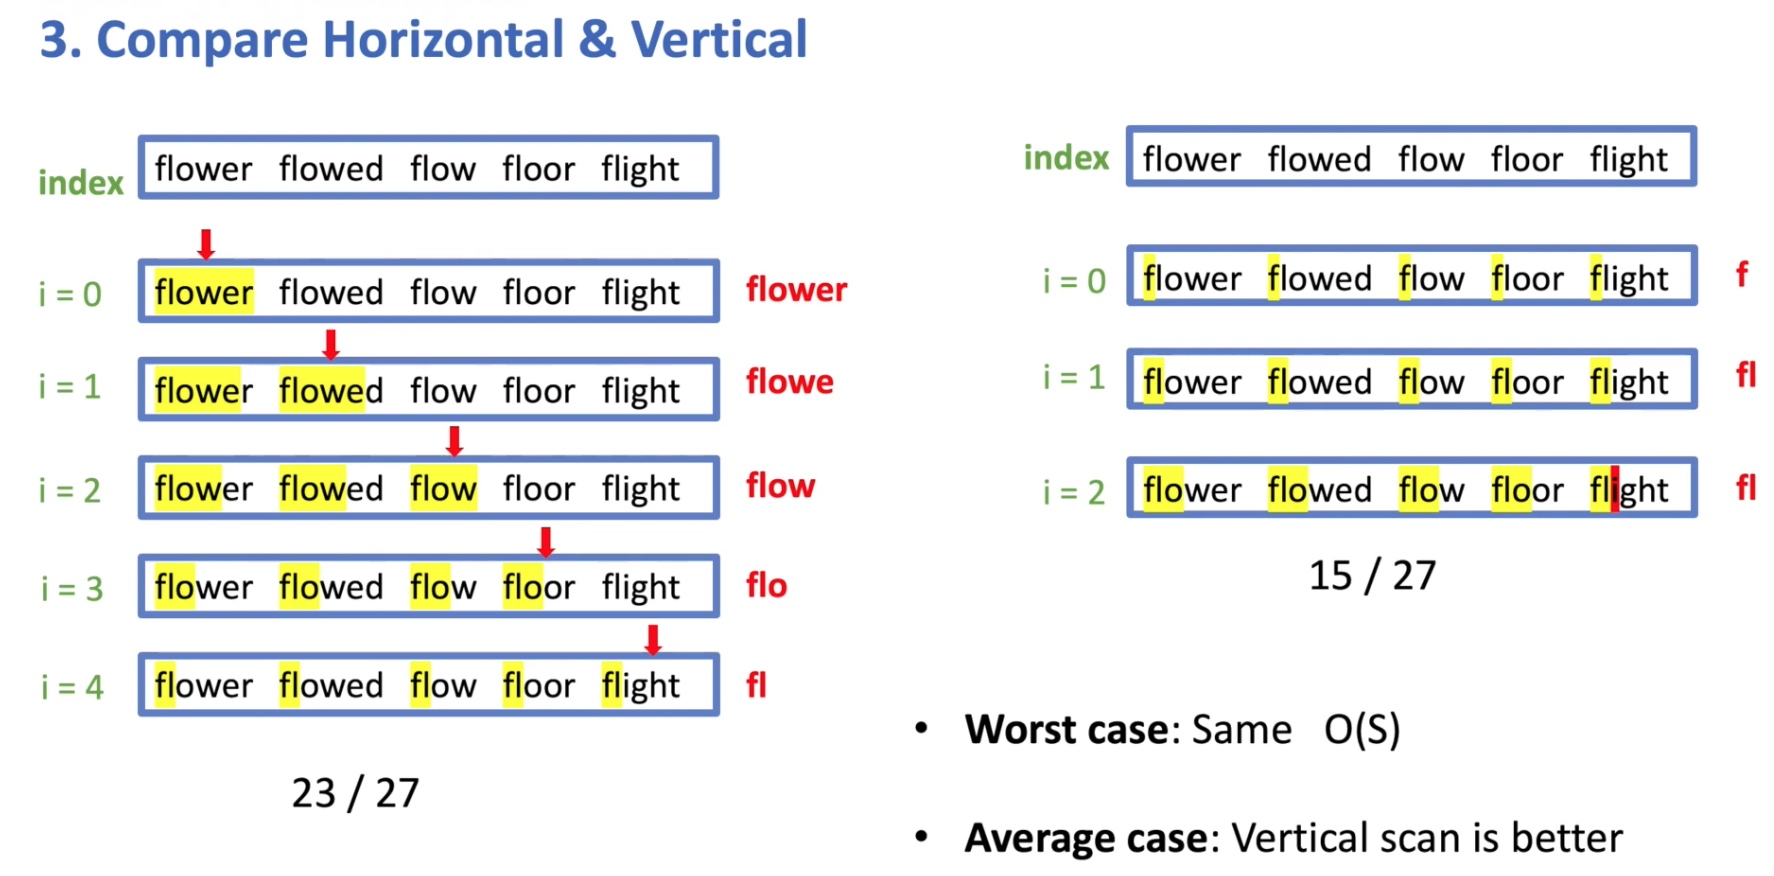 3. Compare Horizontal & Vertical
index flower flowed flow floor flight
i = 0 flower flowed flow floor flight flower
i = 1 flower flowed flow floor flight flowe
i = 2 flower flowed flow floor flight flow
i = 3 flower flowed flow floor flight flo
i = 4 flower flowed flow floor flight fl
23 / 27
index flower flowed flow floor flight
i = 0 flower flowed flow floor flight f
i = 1 flower flowed flow floor flight fl
i = 2 flower flowed flow floor flight fl
15 / 27
• Worst case: Same O(S)
• Average case: Vertical scan is better